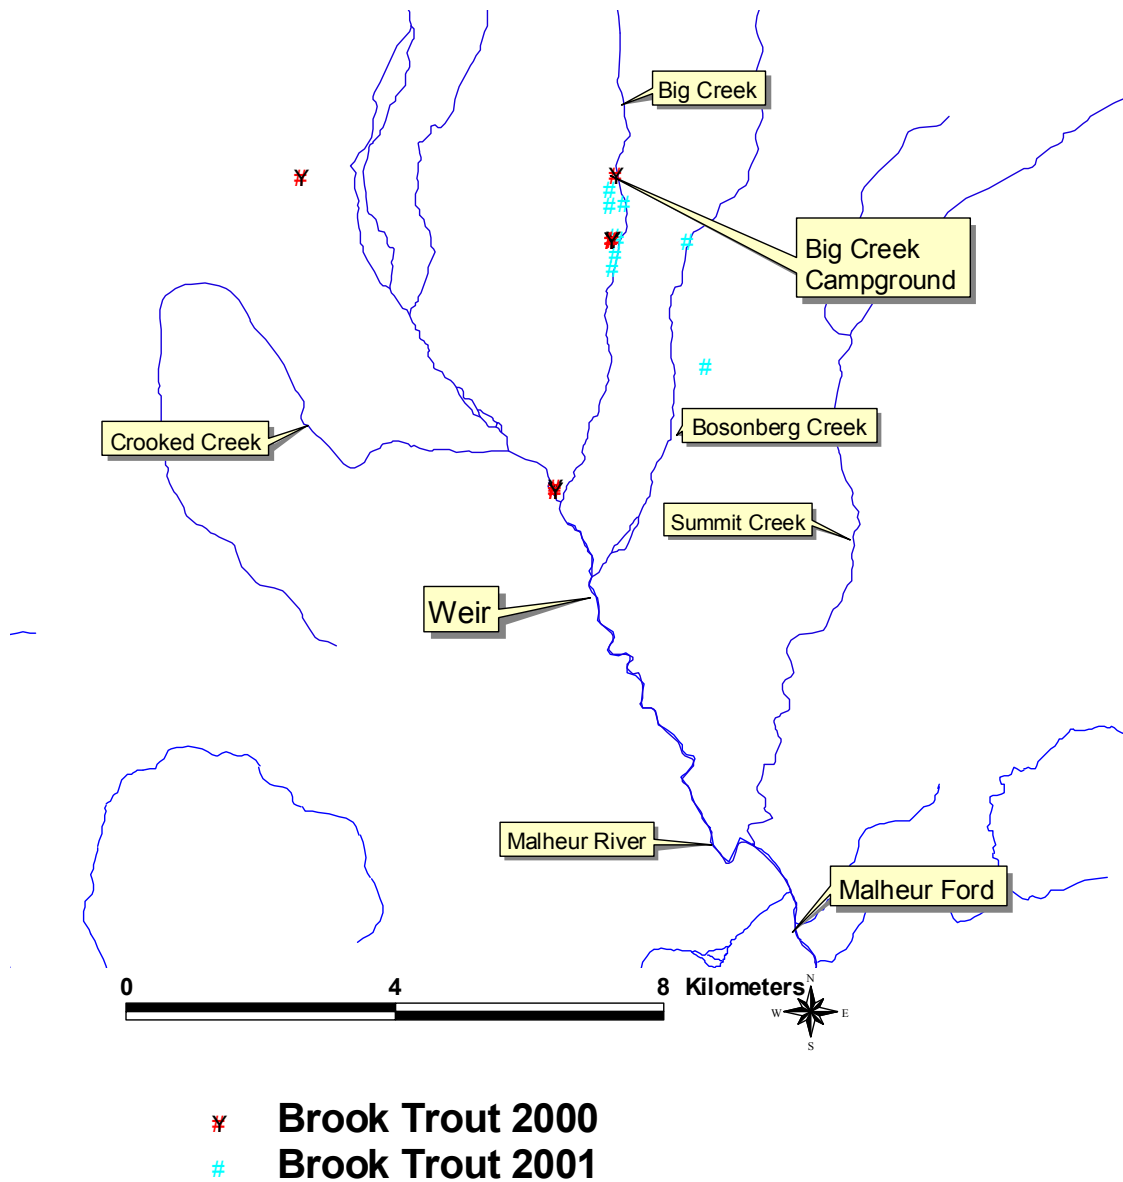 Big Creek
Big Creek
Campground
Crooked Creek
Bosonberg Creek
Summit Creek
Weir
Malheur River
Malheur Ford
0 4 8 Kilometers
N
W E
S
Brook Trout 2000
# Brook Trout 2001